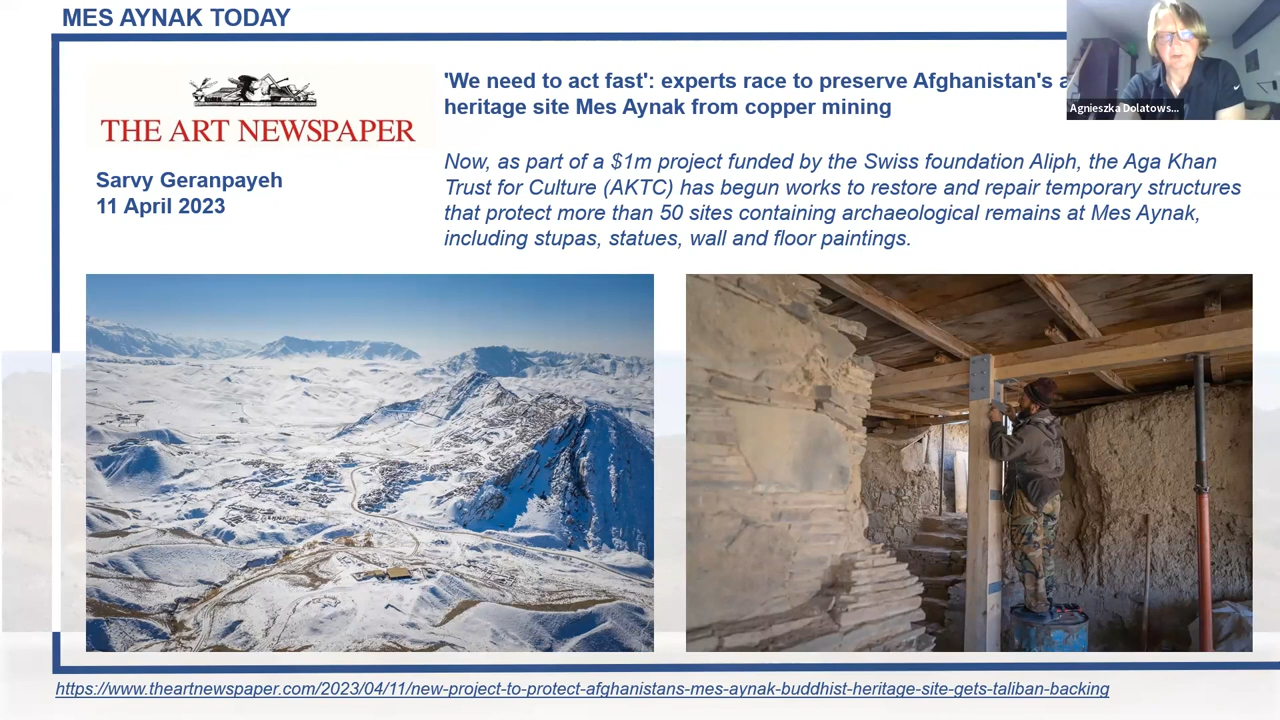 MES AYNAK TODAY
THE ART NEWSPAPER
Sarvy Geranpayeh
11 April 2023
'We need to act fast': experts race to preserve Afghanistan's
heritage site Mes Aynak from copper mining
Now, as part of a $1m project funded by the Swiss foundation Aliph, the Aga Khan
Trust for Culture (AKTC) has begun works to restore and repair temporary structures
that protect more than 50 sites containing archaeological remains at Mes Aynak,
including stupas, statues, wall and floor paintings.
Agnieszka Dolatows...
https://www.theartnewspaper.com/2023/04/11/new-project-to-protect-afghanistans-mes-aynak-buddhist-heritage-site-gets-taliban-backing